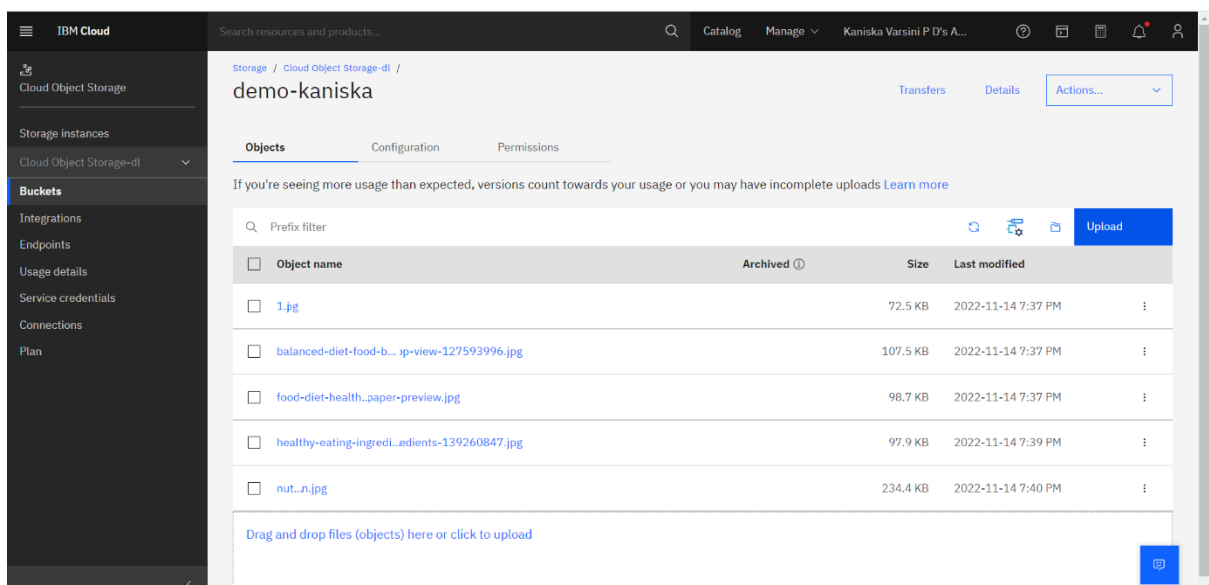 IBM Cloud
Search resources and products...
Catalog
Manage
Kaniska Varsini P D's A...
Cloud Object Storage
Storage instances
Cloud Object Storage-dl
Buckets
Integrations
Endpoints
Usage details
Service credentials
Connections
Plan
Storage / Cloud Object Storage-dl /
demo-kaniska
Transfers
Details
Actions...
Objects
Configuration
Permissions
If you're seeing more usage than expected, versions count towards your usage or you may have incomplete uploads Learn more
Prefix filter
Upload
Object name Archived Size Last modified
1.jpg 72.5 KB 2022-11-14 7:37 PM
balanced-diet-food-b... op-view-127593996.jpg 107.5 KB 2022-11-14 7:37 PM
food-diet-health..paper-preview.jpg 98.7 KB 2022-11-14 7:37 PM
healthy-eating-ingredi...edients-139260847.jpg 97.9 KB 2022-11-14 7:39 PM
nut...n.jpg 234.4 KB 2022-11-14 7:40 PM
Drag and drop files (objects) here or click to upload